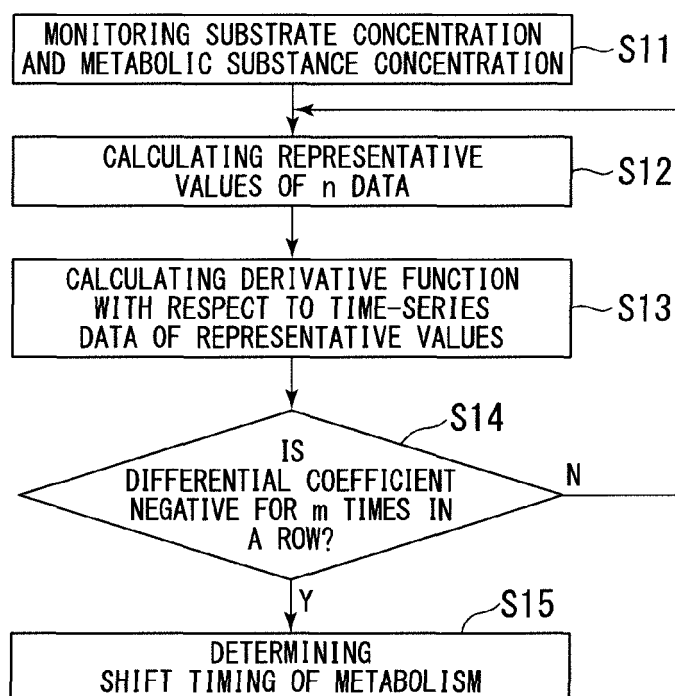 MONITORING SUBSTRATE CONCENTRATION
AND METABOLIC SUBSTANCE CONCENTRATION
S11
CALCULATING REPRESENTATIVE
VALUES OF n DATA
S12
CALCULATING DERIVATIVE FUNCTION
WITH RESPECT TO TIME-SERIES
DATA OF REPRESENTATIVE VALUES
S13
S14
IS
DIFFERENTIAL COEFFICIENT
NEGATIVE FOR m TIMES IN
A ROW?
N
Y
S15
DETERMINING
SHIFT TIMING OF METABOLISM